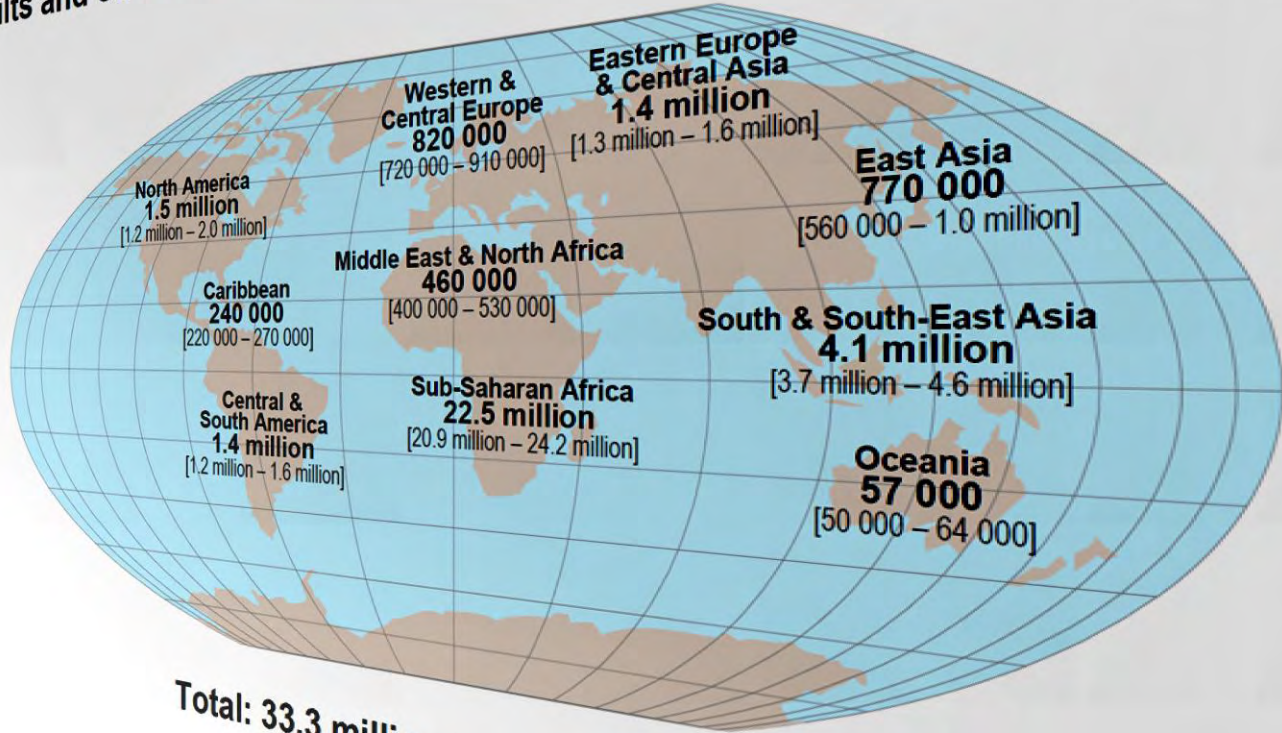 and
Eastern Europe
& Central Asia
1.4 million
[1.3 million – 1.6 million]
Western &
Central Europe
820 000
[720 000 – 910 000]
East Asia
770 000
[560 000 – 1.0 million]
North America
1.5 million
[1.2 million – 2.0 million]
Middle East & North Africa
460 000
[400 000 – 530 000]
Caribbean
240 000
[220 000 – 270 000]
South & South-East Asia
4.1 million
[3.7 million – 4.6 million]
Sub-Saharan Africa
22.5 million
[20.9 million – 24.2 million]
Central &
South America
1.4 million
[1.2 million – 1.6 million]
Oceania
57 000
[50 000 – 64 000]
Total: 33.3